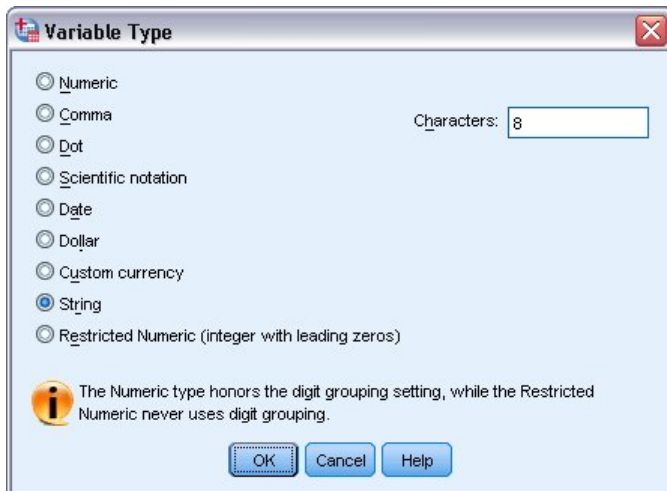 Variable Type
Numeric
Comma
Characters: 8
Dot
Scientific notation
Date
Dollar
Custom currency
String
Restricted Numeric (integer with leading zeros)
The Numeric type honors the digit grouping setting, while the Restricted
Numeric never uses digit grouping.
OK Cancel Help